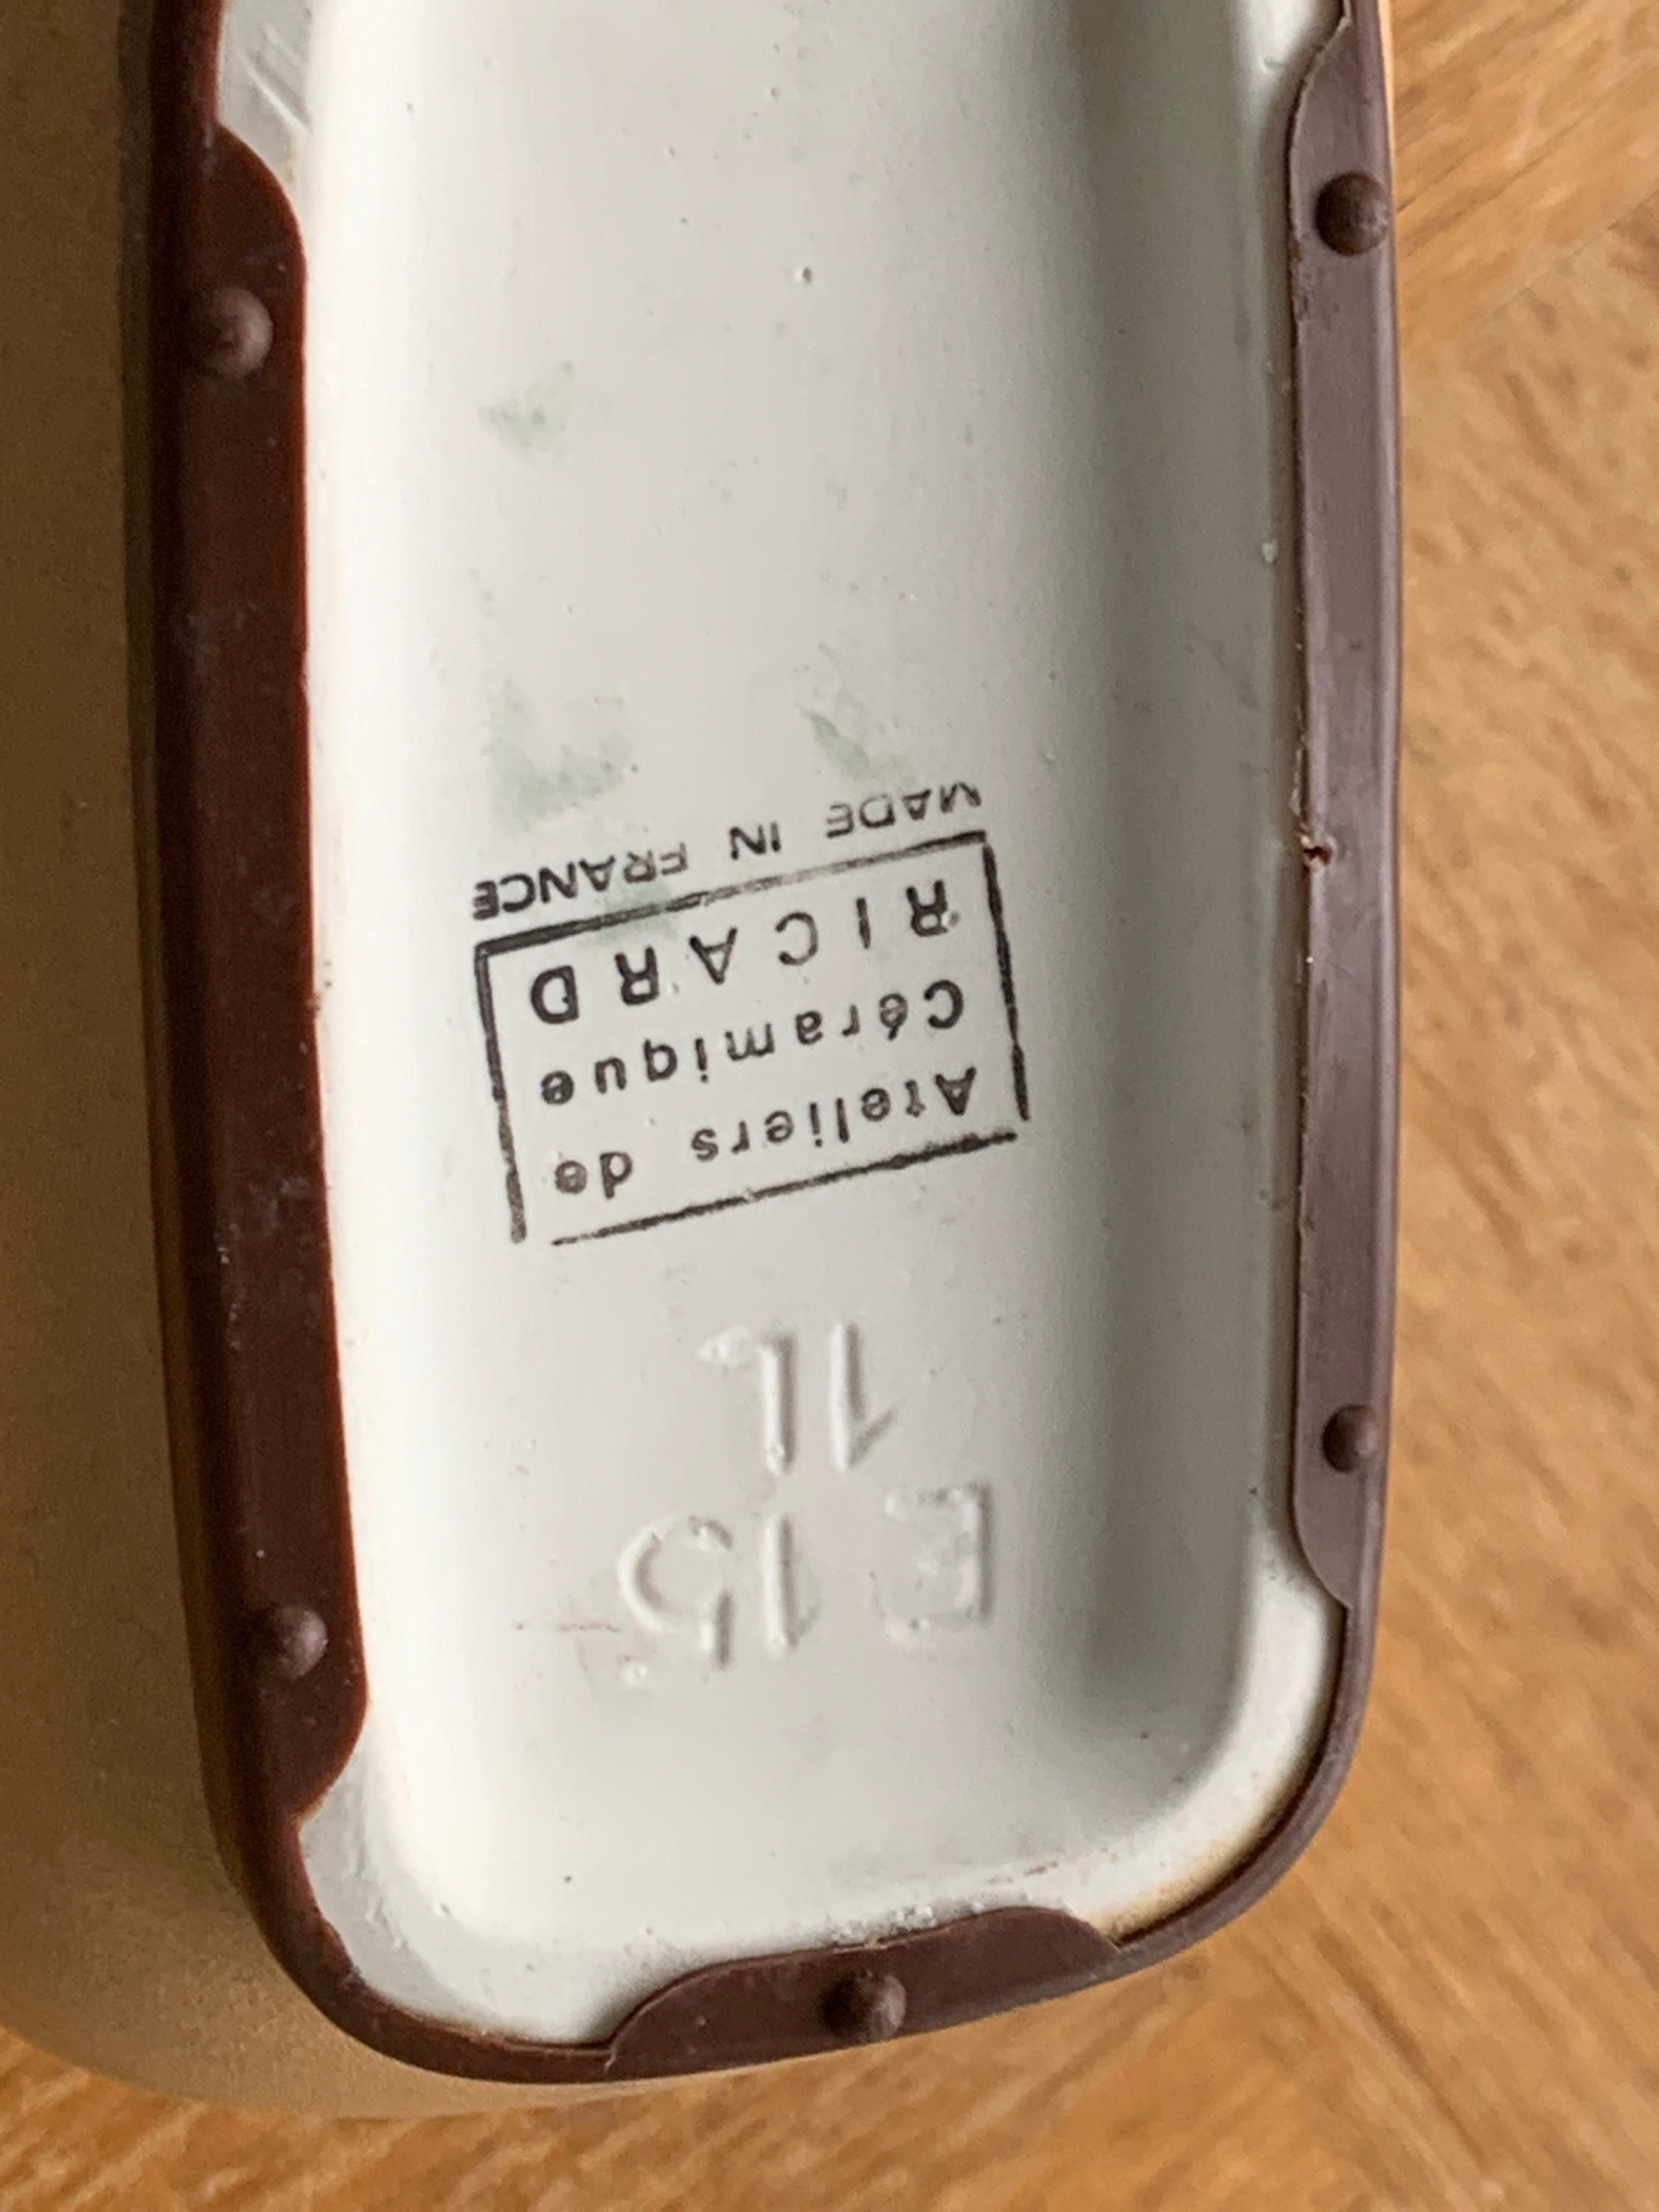 E 15
1L
Ateliers de
Céramique
RICARD
MADE IN FRANCE